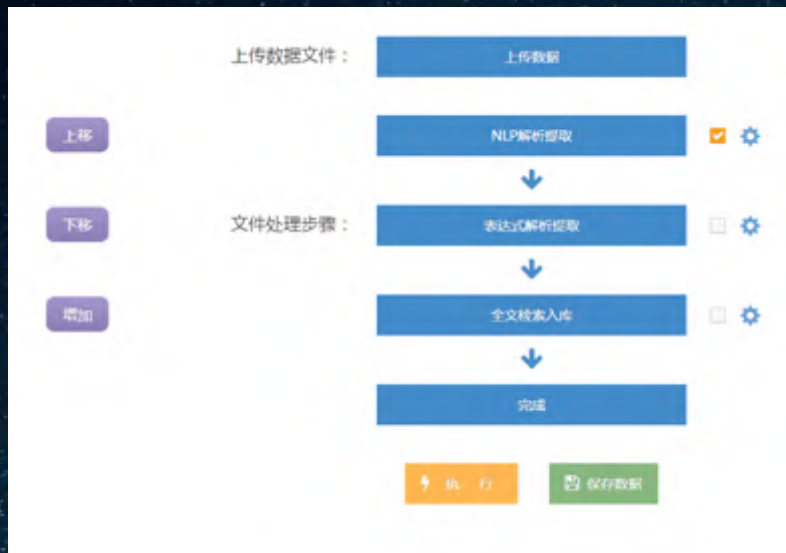 上传数据文件： 上传数据
上移 NLP解析提取
下移 文件处理步骤： 表达式解析提取
增加 全文检索入库
完成
执 行 保存数据